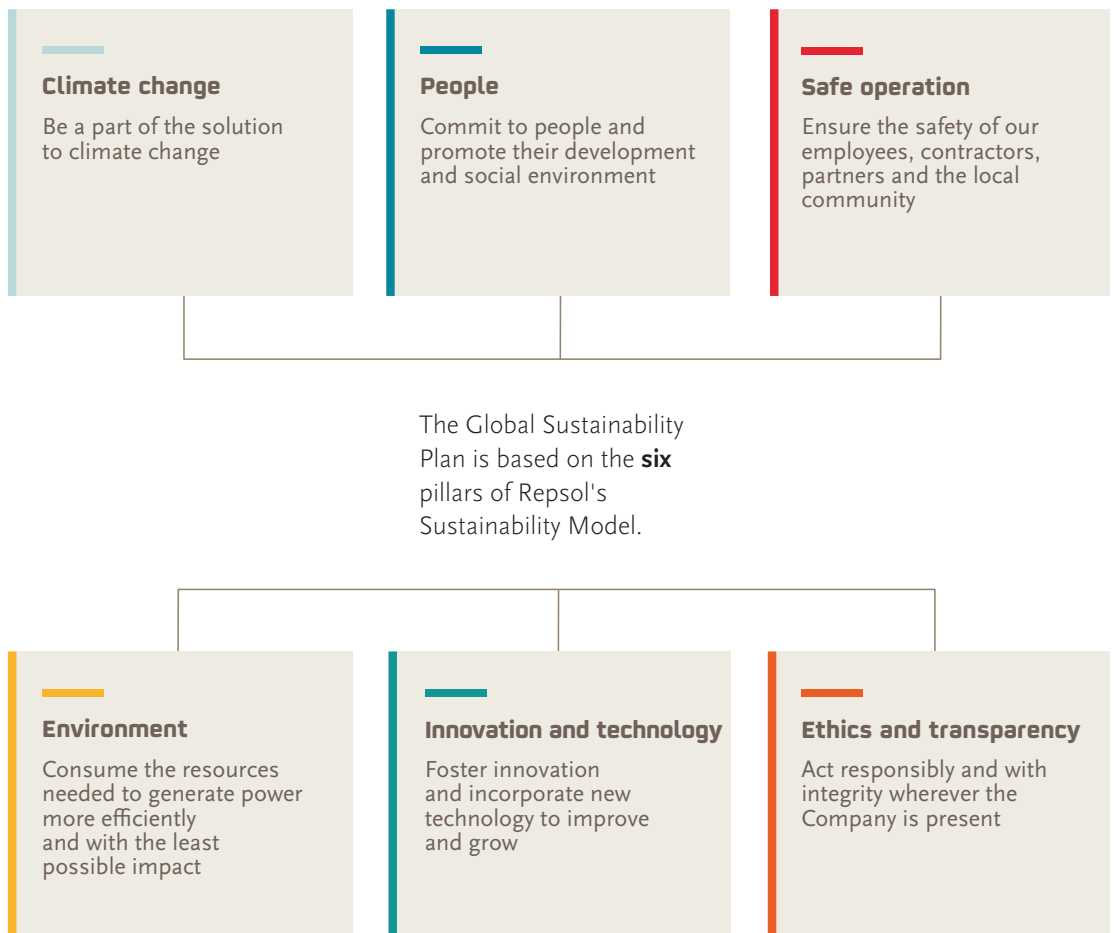 Climate change
Be a part of the solution
to climate change
People
Commit to people and
promote their development
and social environment
Safe operation
Ensure the safety of our
employees, contractors,
partners and the local
community
The Global Sustainability
Plan is based on the six
pillars of Repsol's
Sustainability Model.
Environment
Consume the resources
needed to generate power
more efficiently
and with the least
possible impact
Innovation and technology
Foster innovation
and incorporate new
technology to improve
and grow
Ethics and transparency
Act responsibly and with
integrity wherever the
Company is present